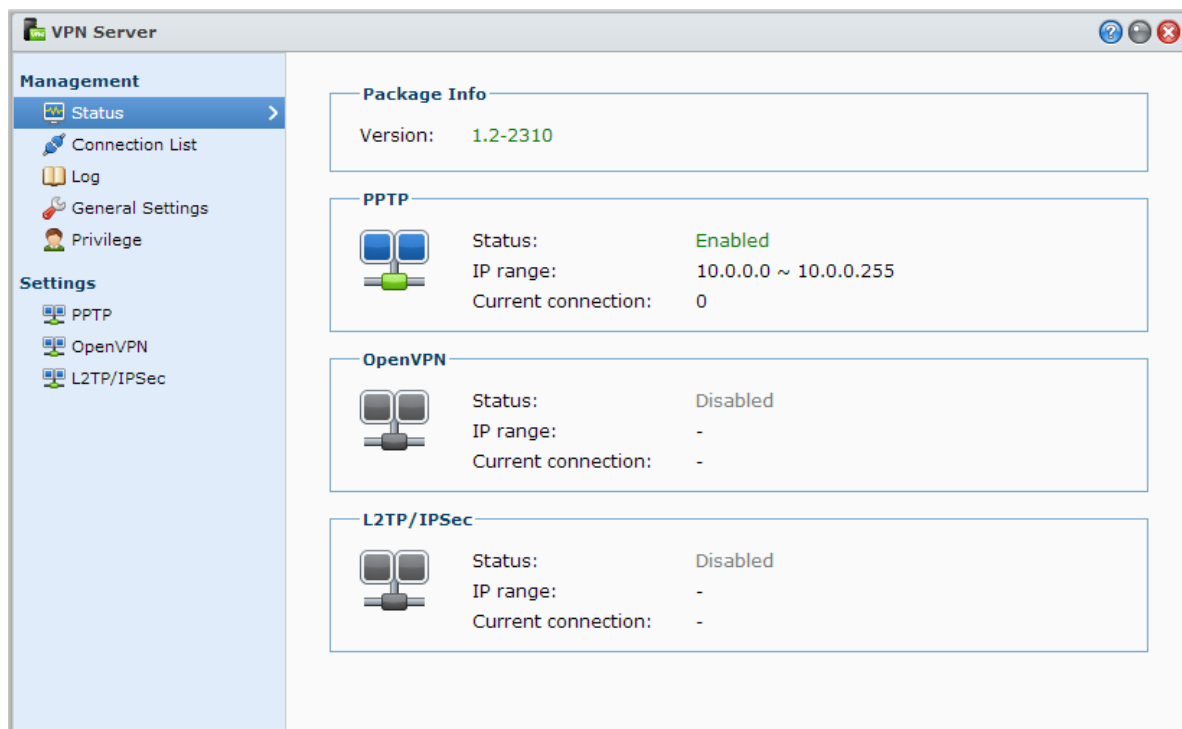 VPN Server
Management
Status
Connection List
Log
General Settings
Privilege
Settings
PPTP
OpenVPN
L2TP/IPSec
Package Info
Version: 1.2-2310
PPTP
Status: Enabled
IP range: 10.0.0.0 ~ 10.0.0.255
Current connection: 0
OpenVPN
Status: Disabled
IP range: -
Current connection: -
L2TP/IPSec
Status: Disabled
IP range: -
Current connection: -